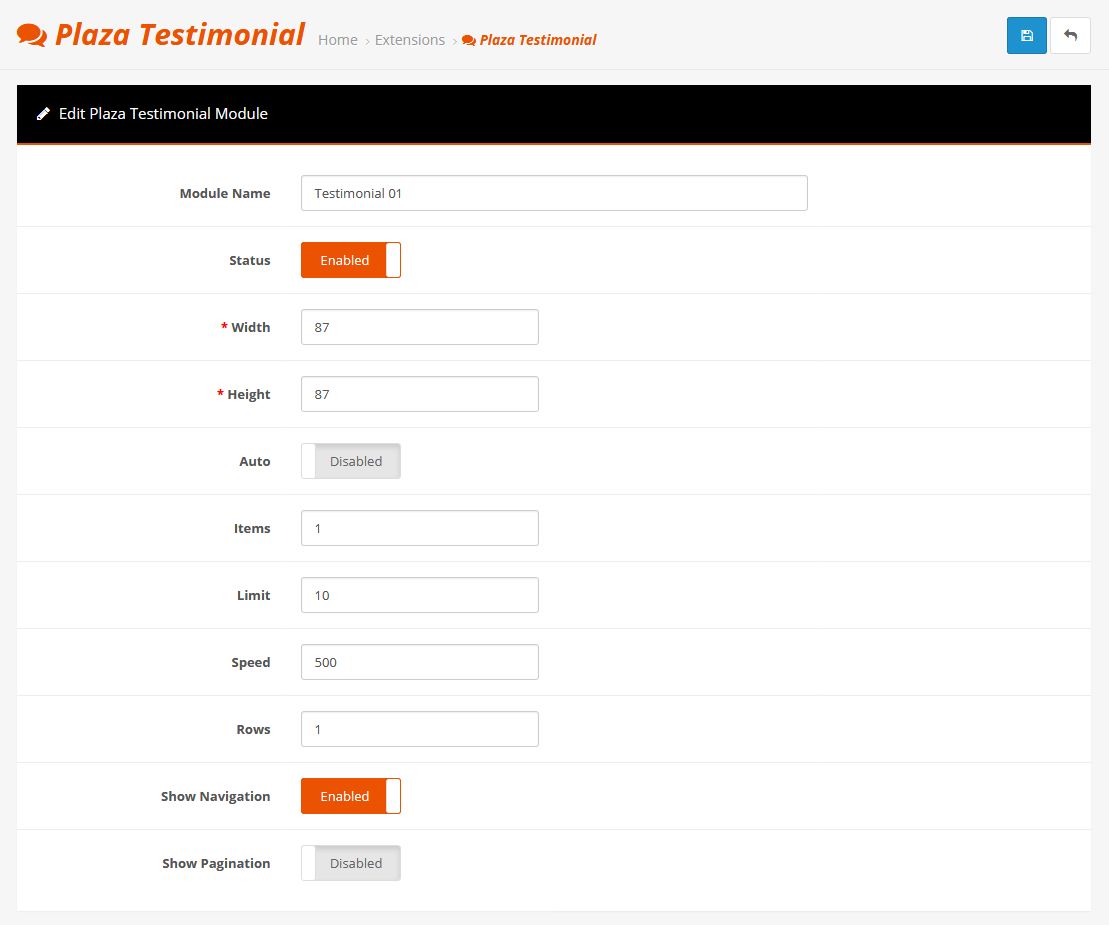 Plaza Testimonial Home › Extensions › Plaza Testimonial
Edit Plaza Testimonial Module
Module Name Testimonial 01
Status Enabled
* Width 87
* Height 87
Auto Disabled
Items 1
Limit 10
Speed 500
Rows 1
Show Navigation Enabled
Show Pagination Disabled